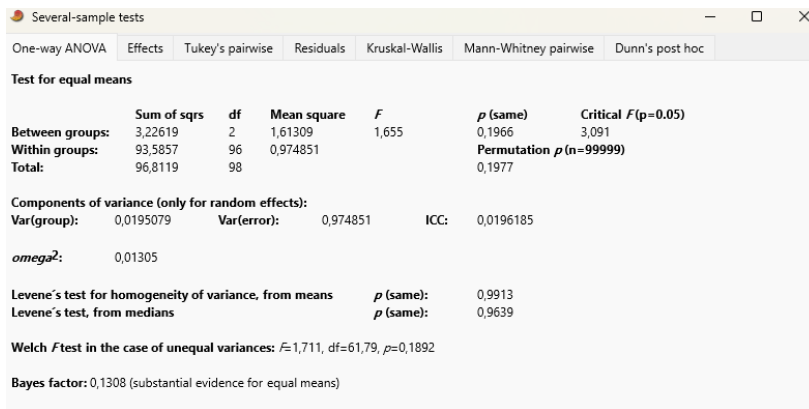 Several-sample tests
One-way ANOVA Effects Tukey's pairwise Residuals Kruskal-Wallis Mann-Whitney pairwise Dunn's post hoc
Test for equal means
Sum of sqrs df Mean square F p (same) Critical F (p=0.05)
Between groups: 3,22619 2 1,61309 1,655 0,1966 3,091
Within groups: 93,5857 96 0,974851 Permutation p (n=99999)
Total: 96,8119 98 0,1977
Components of variance (only for random effects):
Var(group): 0,0195079 Var(error): 0,974851 ICC: 0,0196185
omega2: 0,01305
Levene´s test for homogeneity of variance, from means p (same): 0,9913
Levene´s test, from medians p (same): 0,9639
Welch F test in the case of unequal variances: F=1,711, df=61,79, p=0,1892
Bayes factor: 0,1308 (substantial evidence for equal means)